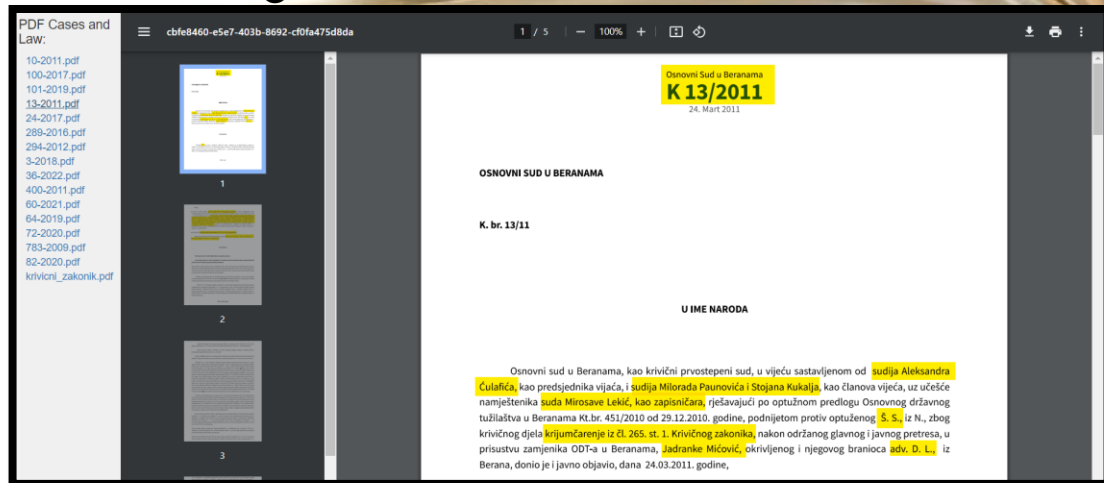 PDF Cases and
Law:
10-2011.pdf
100-2017.pdf
101-2019.pdf
13-2011.pdf
24-2017.pdf
289-2016.pdf
294-2012.pdf
3-2018.pdf
36-2022.pdf
400-2011.pdf
60-2021.pdf
64-2019.pdf
72-2020.pdf
783-2009.pdf
82-2020.pdf
krivicni_zakonik.pdf
cbfe8460-e5e7-403b-8692-cf0fa475d8da
1 / 5
100%
1
2
3
Osnovni Sud u Beranama
K 13/2011
24. Mart 2011
OSNOVNI SUD U BERANAMA
K. br. 13/11
U IME NARODA
Osnovni sud u Beranama, kao krivični prvostepeni sud, u vijeću sastavljenom od sudija Aleksandra
Ćulafića, kao predsjednika vijaća, i sudija Milorada Paunovića i Stojana Kukalja, kao članova vijeća, uz učešće
namještenika suda Mirosave Lekić, kao zapisničara, rješavajući po optužnom predlogu Osnovnog državnog
tužilaštva u Beranama Kt.br. 451/2010 od 29.12.2010. godine, podnijetom protiv optuženog Š. S., iz N., zbog
krivičnog djela krijumčarenje iz čl. 265. st. 1. Krivičnog zakonika, nakon održanog glavnog i javnog pretresa, u
prisustvu zamjenika ODT-a u Beranama, Jadranke Mićović, okrivljenog i njegovog branioca adv. D. L., iz
Berana, donio je i javno objavio, dana 24.03.2011. godine,